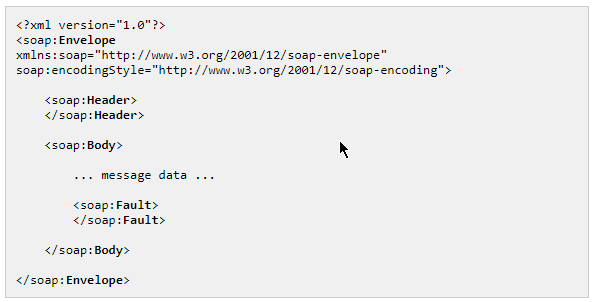 <?xml version="1.0"?>
<soap:Envelope
xmlns:soap="http://www.w3.org/2001/12/soap-envelope"
soap:encodingStyle="http://www.w3.org/2001/12/soap-encoding">
<soap:Header>
</soap:Header>
<soap:Body>
... message data ...
<soap:Fault>
</soap:Fault>
</soap:Body>
</soap:Envelope>